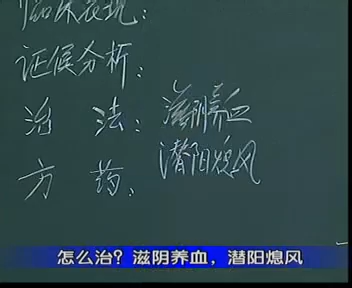 临床表现：
证候分析：
治 法：滋阴养血
潜阳熄风
方 药：
怎么治？滋阴养血，潜阳熄风